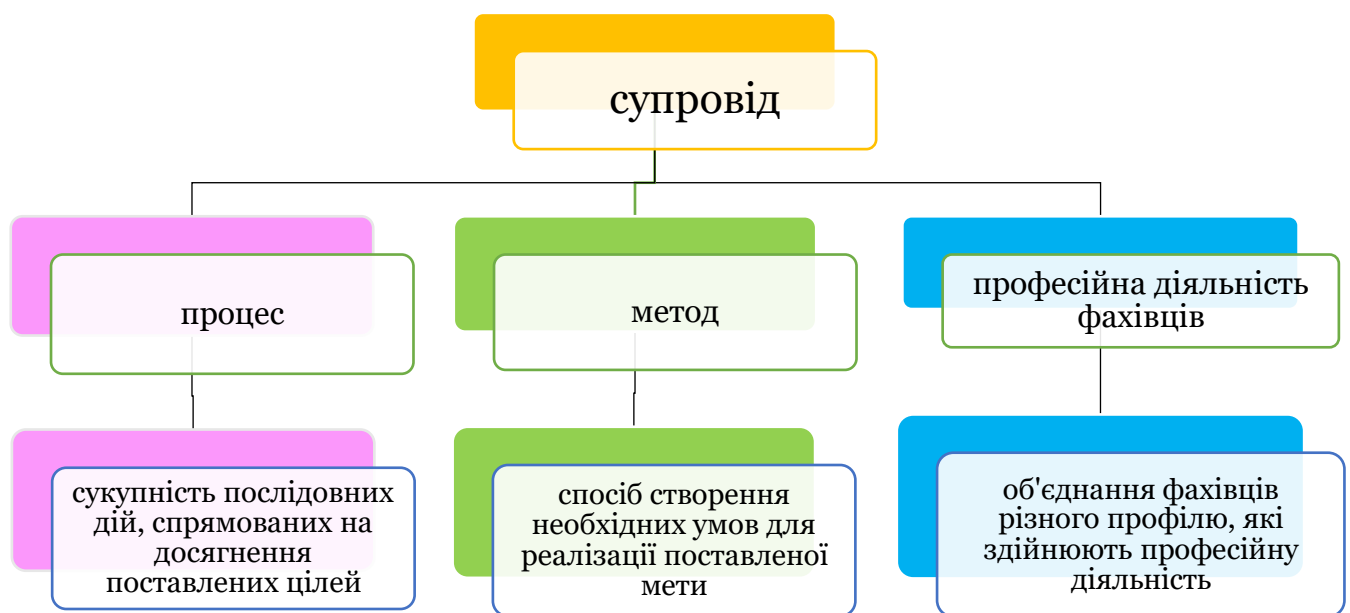 супровід
процес
метод
професійна діяльність
фахівців
сукупність послідовних
дій, спрямованих на
досягнення
поставлених цілей
спосіб створення
необхідних умов для
реалізації поставленої
мети
об'єднання фахівців
різного профілю, які
здійнюють професійну
діяльність